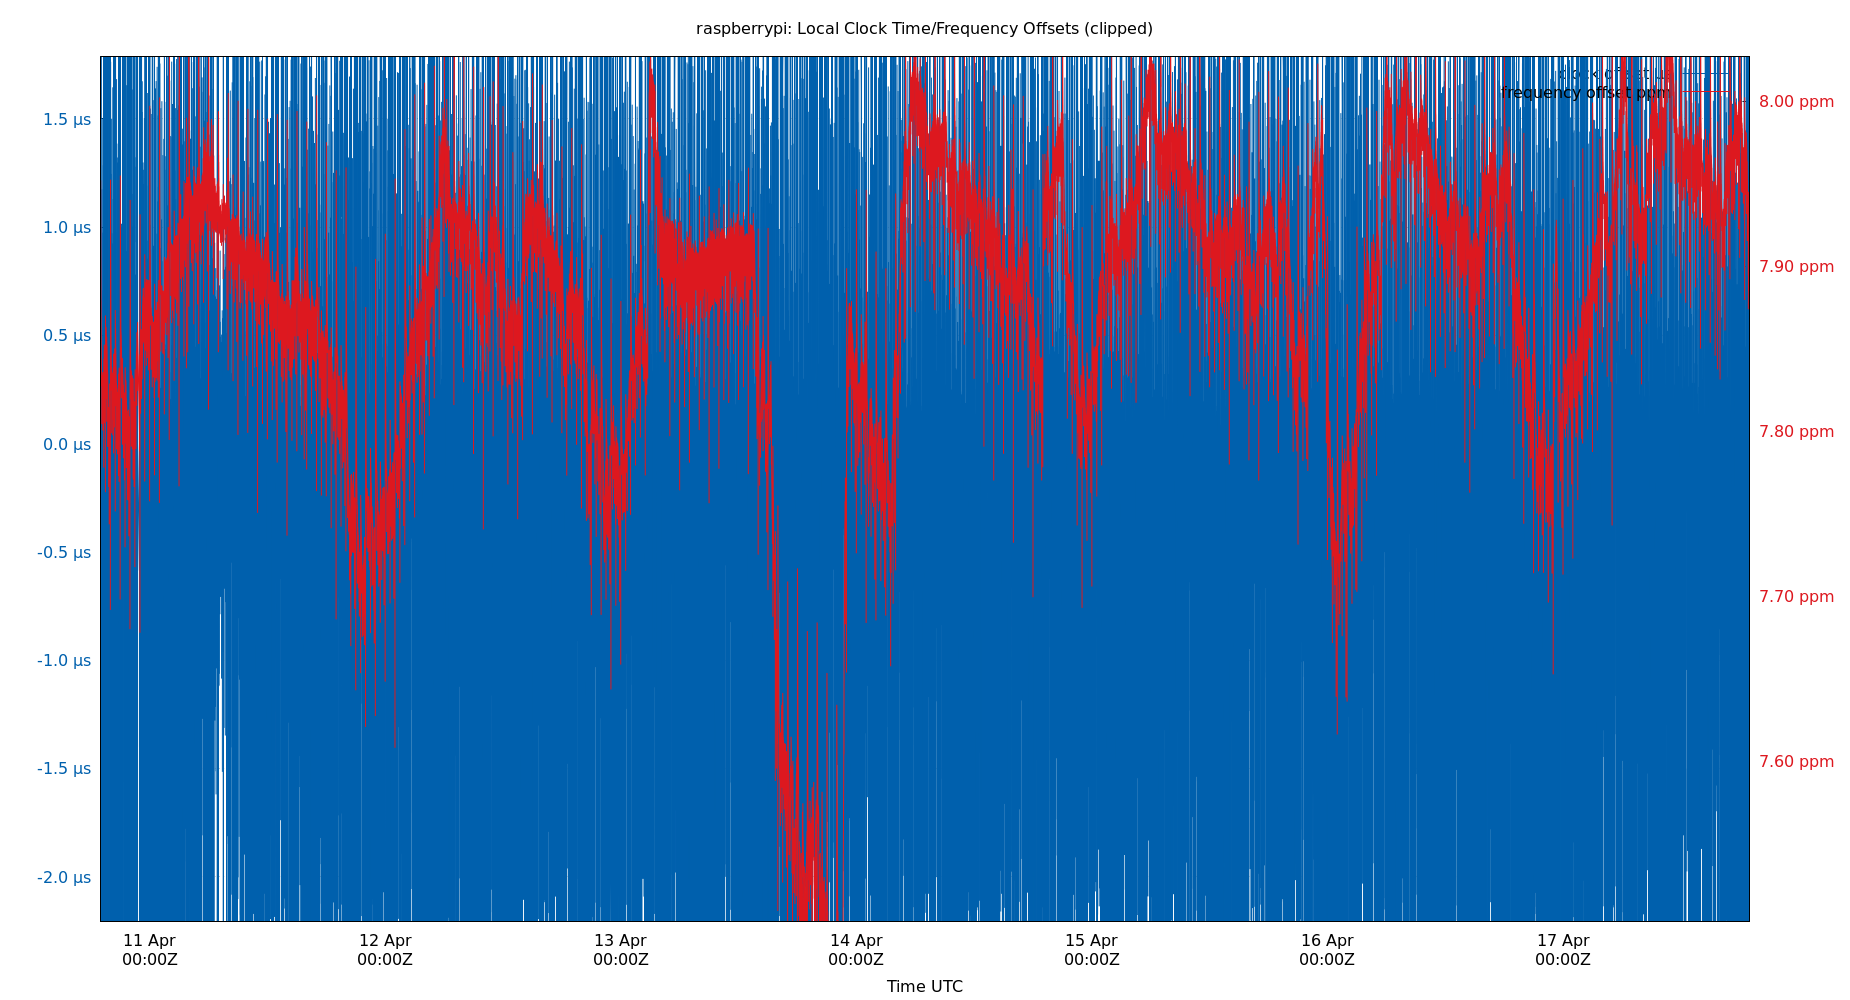 raspberrypi: Local Clock Time/Frequency Offsets (clipped)
clock offset µs
frequency offset ppm
1.5 µs
1.0 µs
0.5 µs
0.0 µs
-0.5 µs
-1.0 µs
-1.5 µs
-2.0 µs
8.00 ppm
7.90 ppm
7.80 ppm
7.70 ppm
7.60 ppm
11 Apr
00:00Z
12 Apr
00:00Z
13 Apr
00:00Z
14 Apr
00:00Z
15 Apr
00:00Z
16 Apr
00:00Z
17 Apr
00:00Z
Time UTC